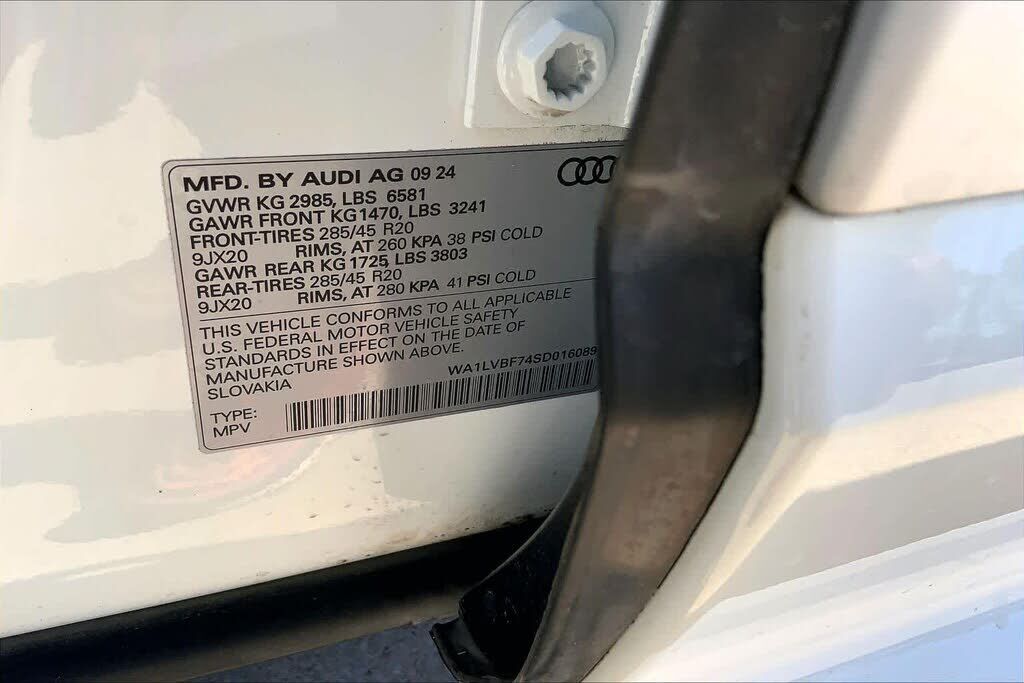 MFD. BY AUDI AG 09 24
GVWR KG 2985, LBS 6581
GAWR FRONT KG 1470, LBS 3241
FRONT-TIRES 285/45 R20
9JX20 RIMS, AT 260 KPA 38 PSI COLD
GAWR REAR KG 1725, LBS 3803
REAR-TIRES 285/45 R20
9JX20 RIMS, AT 280 KPA 41 PSI COLD
THIS VEHICLE CONFORMS TO ALL APPLICABLE
U.S. FEDERAL MOTOR VEHICLE SAFETY
STANDARDS IN EFFECT ON THE DATE OF
MANUFACTURE SHOWN ABOVE.
SLOVAKIA
WA1LVBF74SD016089
TYPE:
MPV